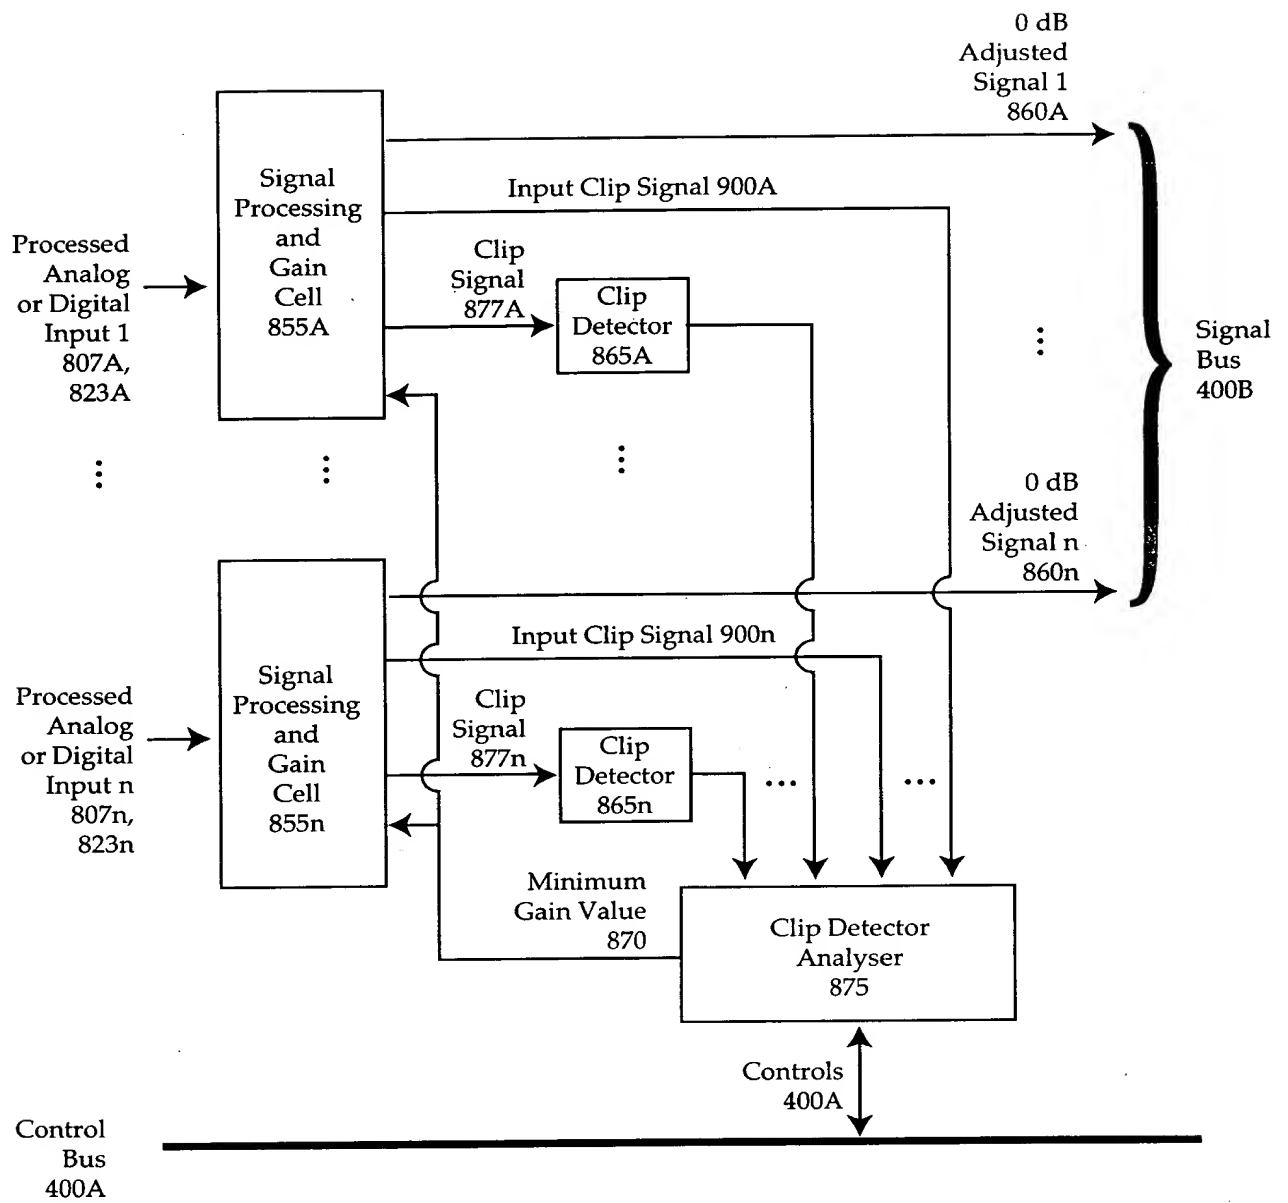 0 dB
Adjusted
Signal 1
860A
Signal
Processing
and
Gain
Cell
855A
Input Clip Signal 900A
Processed
Analog
or Digital
Input 1
807A,
823A
Clip
Signal
877A
Clip
Detector
865A
Signal
Bus
400B
0 dB
Adjusted
Signal n
860n
Signal
Processing
and
Gain
Cell
855n
Input Clip Signal 900n
Processed
Analog
or Digital
Input n
807n,
823n
Clip
Signal
877n
Clip
Detector
865n
Minimum
Gain Value
870
Clip Detector
Analyser
875
Controls
400A
Control
Bus
400A